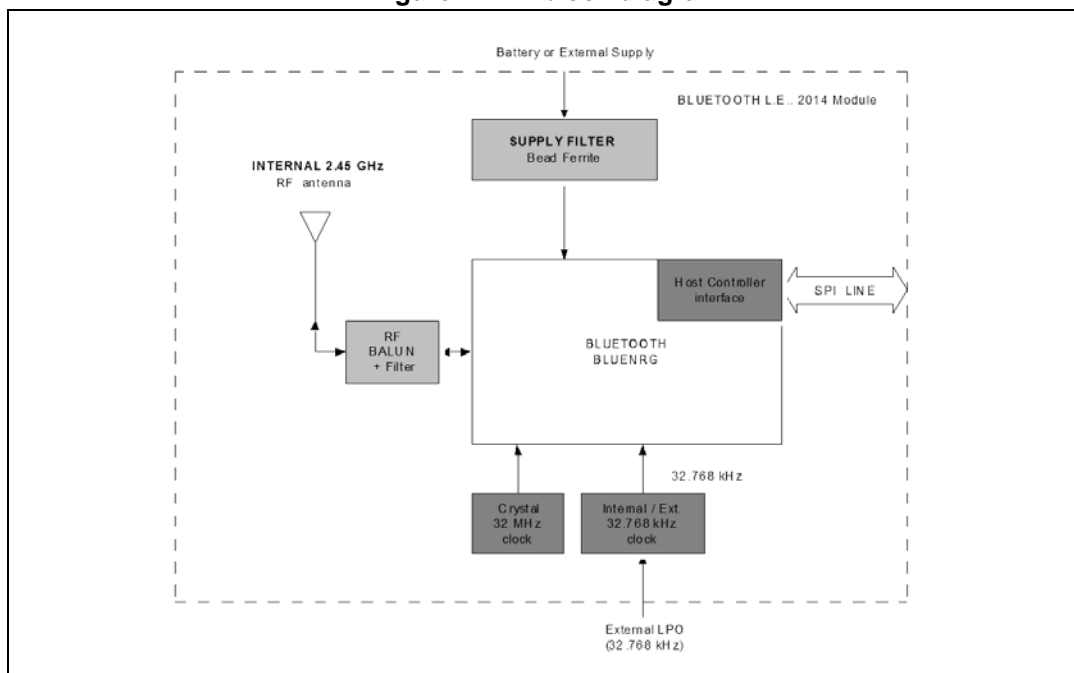 Battery or External Supply
BLUETOOTH L.E.. 2014 Module
SUPPLY FILTER
Bead Ferrite
INTERNAL 2.45 GHz
RF antenna
Host Controller
interface
SPI LINE
RF
BALUN
+ Filter
BLUETOOTH
BLUENRG
32.768 kHz
Crystal
32 MHz
clock
Internal / Ext.
32.768 kHz
clock
External LPO
(32.768 kHz)